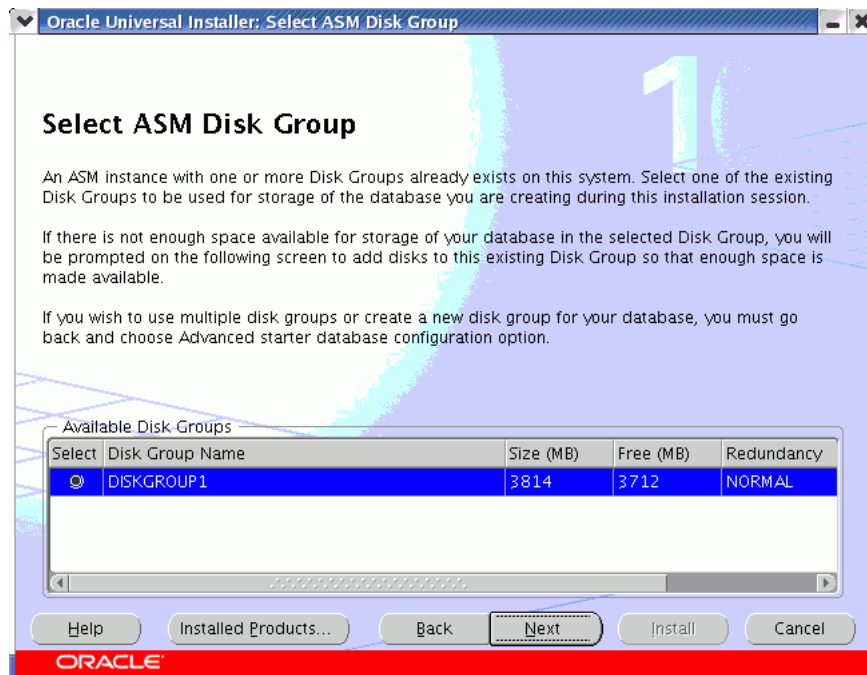 Oracle Universal Installer: Select ASM Disk Group
1
Select ASM Disk Group
An ASM instance with one or more Disk Groups already exists on this system. Select one of the existing
Disk Groups to be used for storage of the database you are creating during this installation session.
If there is not enough space available for storage of your database in the selected Disk Group, you will
be prompted on the following screen to add disks to this existing Disk Group so that enough space is
made available.
If you wish to use multiple disk groups or create a new disk group for your database, you must go
back and choose Advanced starter database configuration option.
Available Disk Groups
Select Disk Group Name Size (MB) Free (MB) Redundancy
DISKGROUP1 3814 3712 NORMAL
Help Installed Products... Back Next Install Cancel
ORACLE